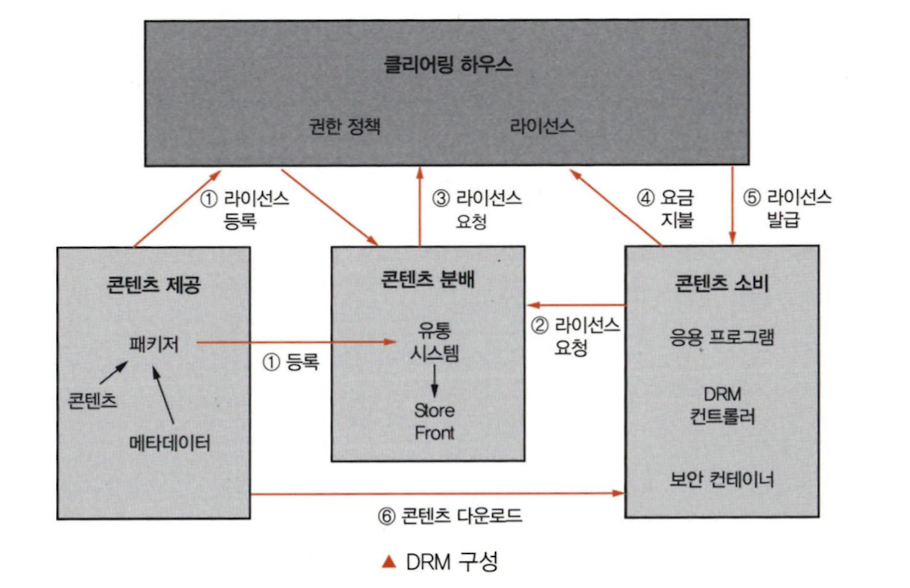 클리어링 하우스
권한 정책
라이선스
① 라이선스
등록
③ 라이선스
요청
④ 요금
지불
⑤ 라이선스
발급
콘텐츠 제공
패키저
콘텐츠
메타데이터
① 등록
콘텐츠 분배
유통
시스템
Store
Front
② 라이선스
요청
콘텐츠 소비
응용 프로그램
DRM
컨트롤러
보안 컨테이너
⑥ 콘텐츠 다운로드
▲ DRM 구성